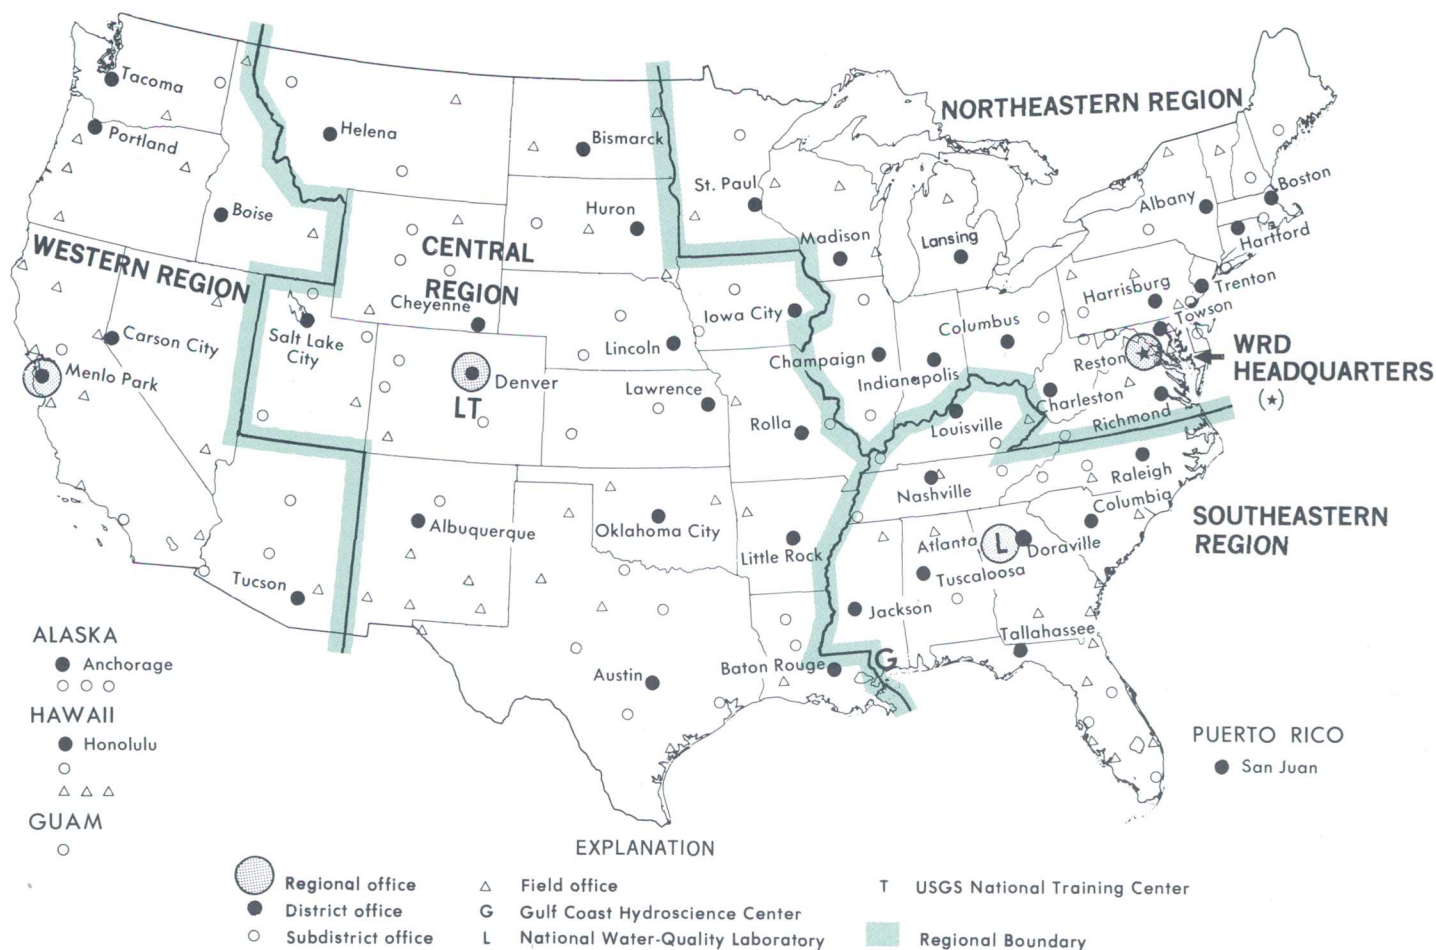 NORTHEASTERN REGION
Tacoma
Portland
Helena
Bismarck
St. Paul
Huron
Boise
Madison
Lansing
Albany
Boston
Hartford
WESTERN REGION
CENTRAL
REGION
Cheyenne
Harrisburg
Trenton
Towson
Carson City
Salt Lake
City
Iowa City
Columbus
Lincoln
Champaign
Indianapolis
Reston
WRD
HEADQUARTERS
(★)
Menlo Park
Denver
LT
Lawrence
Rolla
Louisville
Charleston
Richmond
Nashville
Raleigh
Columbia
SOUTHEASTERN
REGION
Albuquerque
Oklahoma City
Little Rock
Atlanta
L
Doraville
Tuscaloosa
Tucson
Jackson
Tallahassee
Austin
Baton Rouge
G
ALASKA
Anchorage
HAWAII
Honolulu
GUAM
PUERTO RICO
San Juan
EXPLANATION
Regional office
District office
Subdistrict office
Field office
G Gulf Coast Hydroscience Center
L National Water-Quality Laboratory
T USGS National Training Center
Regional Boundary